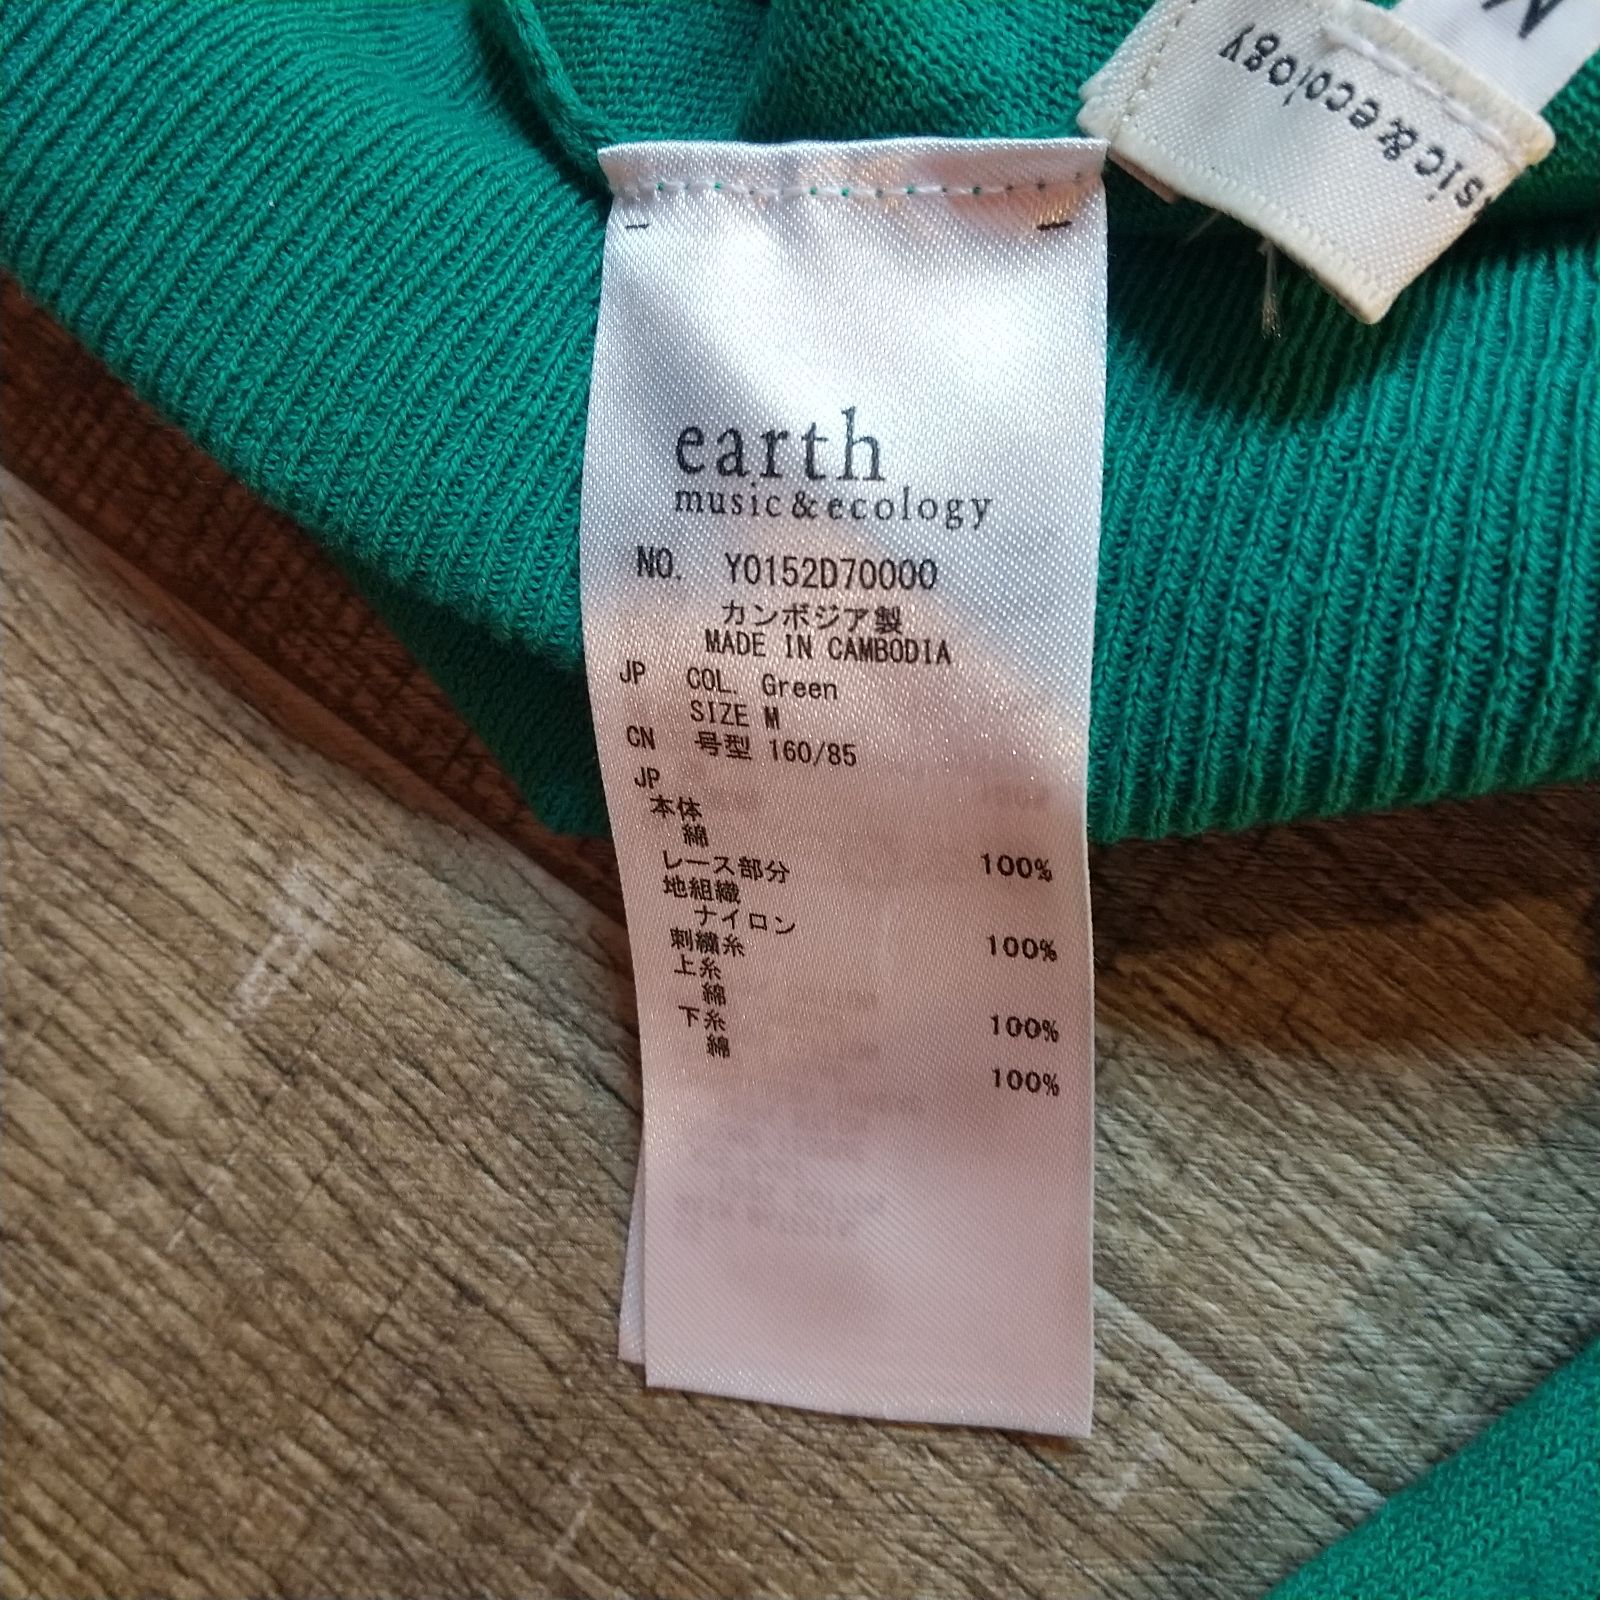 M
sic&ecology
earth
music&ecology
NO. Y0152D70000
カンボジア製
MADE IN CAMBODIA
JP COL. Green
SIZE M
CN 号型 160/85
JP
本体
綿 100%
レース部分
地組織
ナイロン 100%
刺繍糸
上糸
綿 100%
下糸
綿 100%